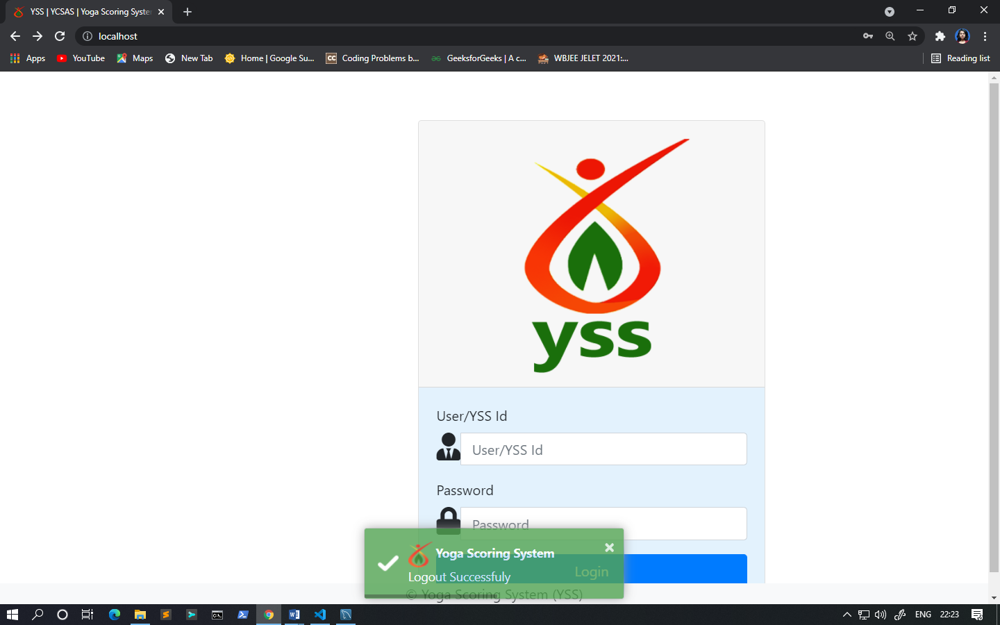 YSS | YCSAS | Yoga Scoring Syste
localhost
Apps YouTube Maps New Tab Home | Google Su... Coding Problems b... GeeksforGeeks | A c... WBJEE JELET 2021:... Reading list
yss
User/YSS Id
User/YSS Id
Password
Password
Yoga Scoring System
Logout Successfuly
Login
© Yoga Scoring System (YSS)
ENG 22:23